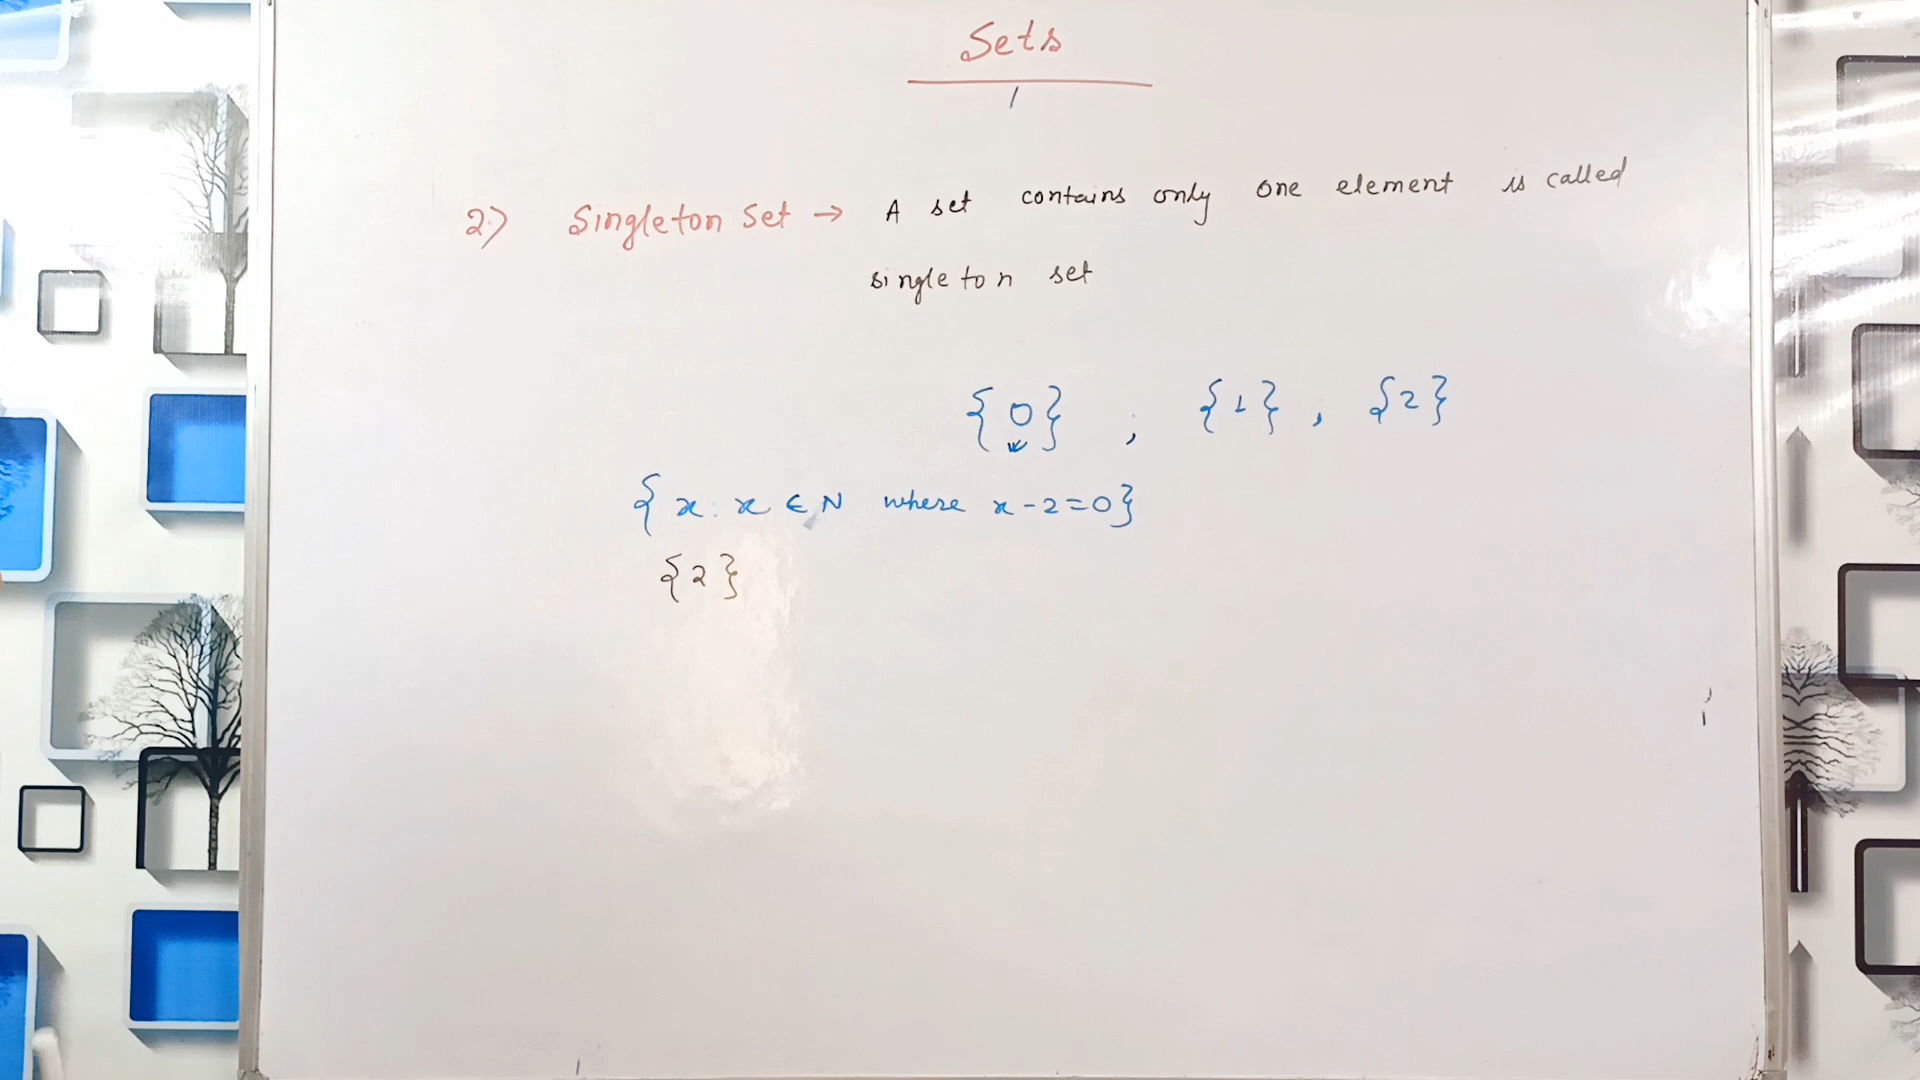 Sets
2.) Singleton Set → A set contains only one element is called
singleton set
{0} , {1} , {2}
{x : x ∈ N where x - 2 = 0}
{2}